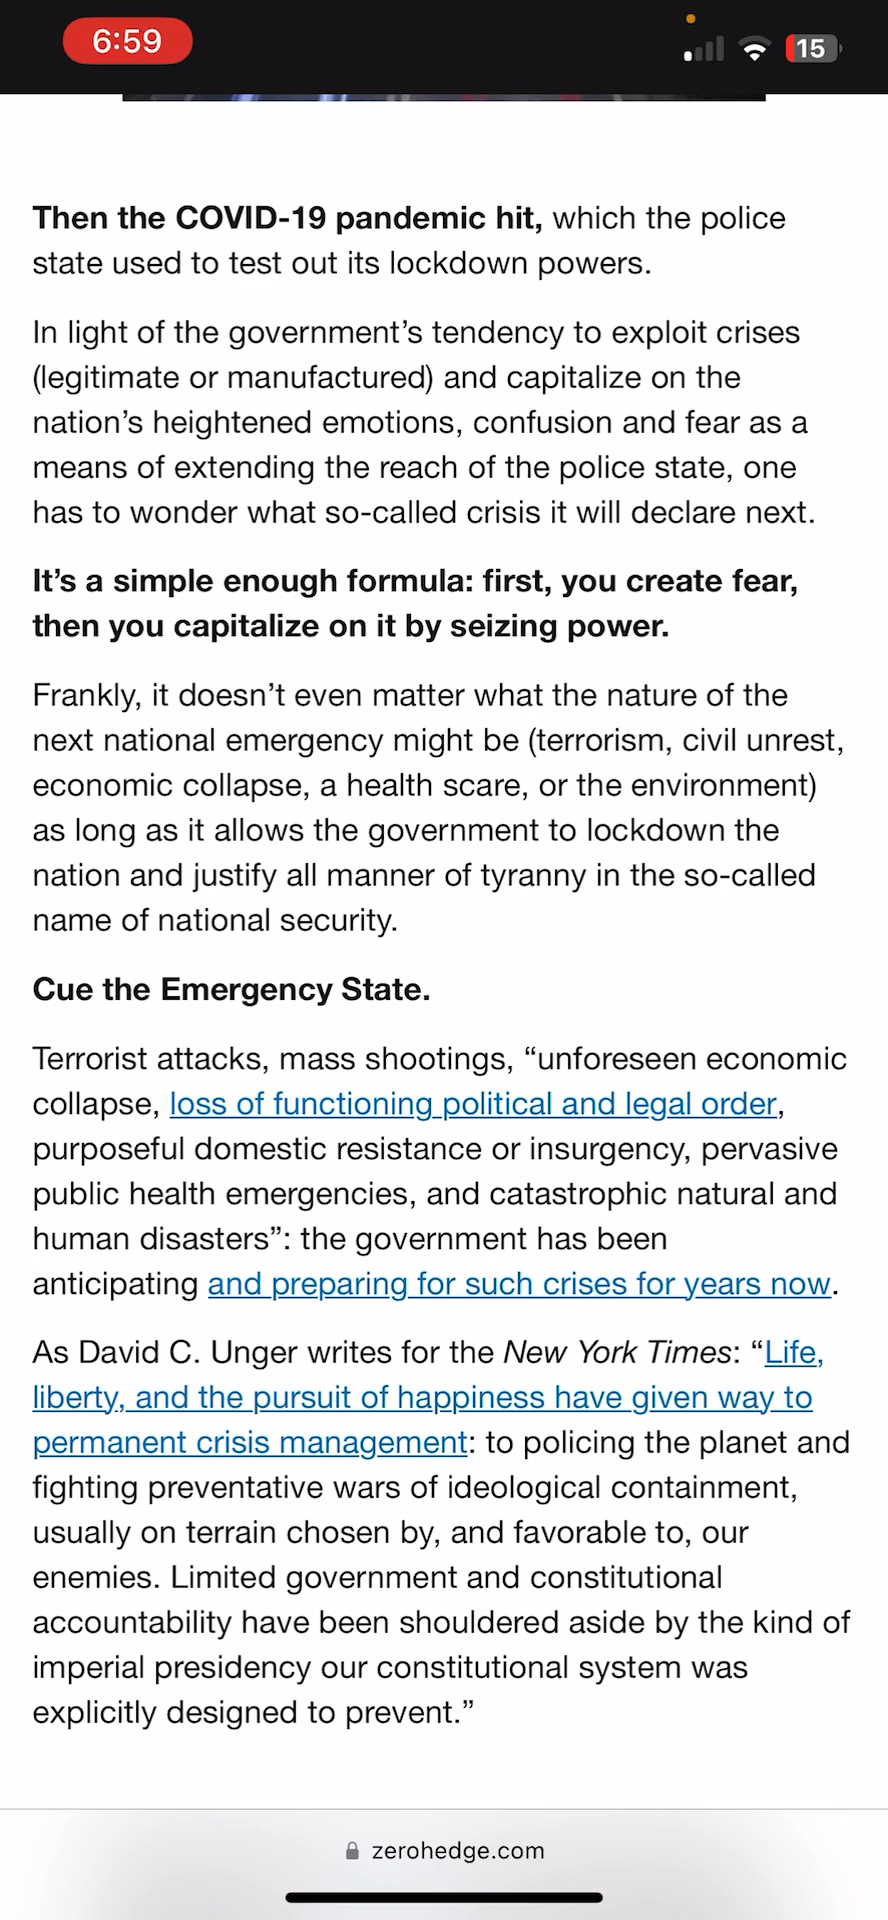 6:59
15
Then the COVID-19 pandemic hit, which the police
state used to test out its lockdown powers.
In light of the government’s tendency to exploit crises
(legitimate or manufactured) and capitalize on the
nation’s heightened emotions, confusion and fear as a
means of extending the reach of the police state, one
has to wonder what so-called crisis it will declare next.
It’s a simple enough formula: first, you create fear,
then you capitalize on it by seizing power.
Frankly, it doesn’t even matter what the nature of the
next national emergency might be (terrorism, civil unrest,
economic collapse, a health scare, or the environment)
as long as it allows the government to lockdown the
nation and justify all manner of tyranny in the so-called
name of national security.
Cue the Emergency State.
Terrorist attacks, mass shootings, “unforeseen economic
collapse, loss of functioning political and legal order,
purposeful domestic resistance or insurgency, pervasive
public health emergencies, and catastrophic natural and
human disasters”: the government has been
anticipating and preparing for such crises for years now.
As David C. Unger writes for the New York Times: “Life,
liberty, and the pursuit of happiness have given way to
permanent crisis management: to policing the planet and
fighting preventative wars of ideological containment,
usually on terrain chosen by, and favorable to, our
enemies. Limited government and constitutional
accountability have been shouldered aside by the kind of
imperial presidency our constitutional system was
explicitly designed to prevent.”
zerohedge.com